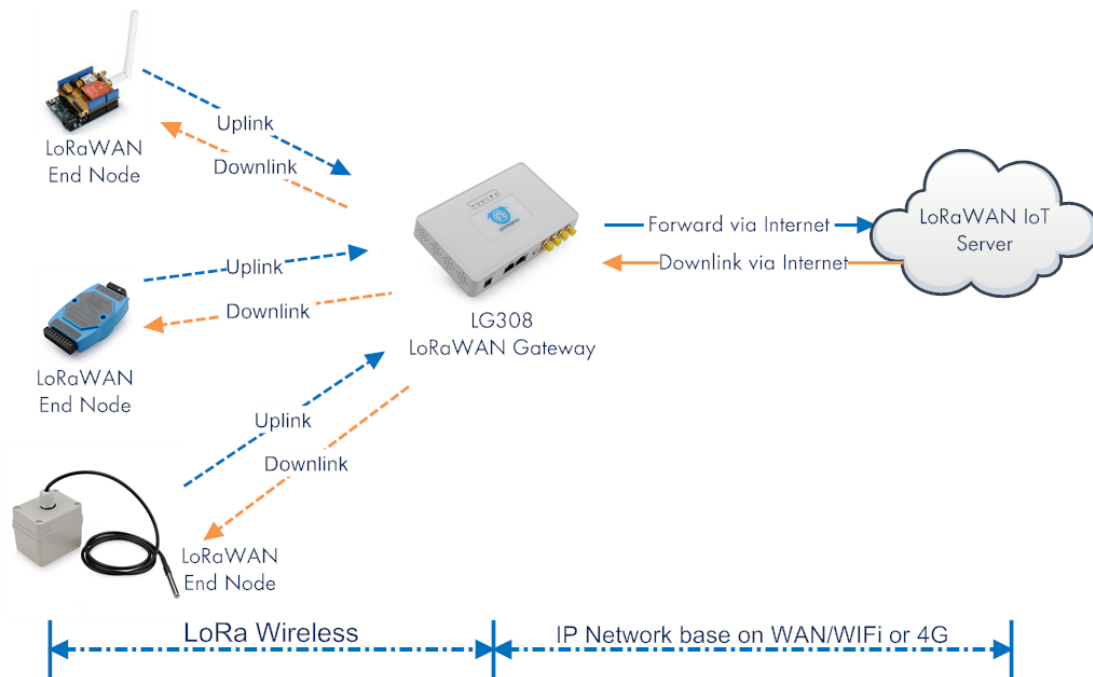 LoRaWAN
End Node
Uplink
Downlink
LoRaWAN
End Node
Uplink
Downlink
LoRaWAN
End Node
Uplink
Downlink
LG308
LoRaWAN Gateway
Forward via Internet
Downlink via Internet
LoRaWAN IoT
Server
LoRa Wireless
IP Network base on WAN/WIFi or 4G